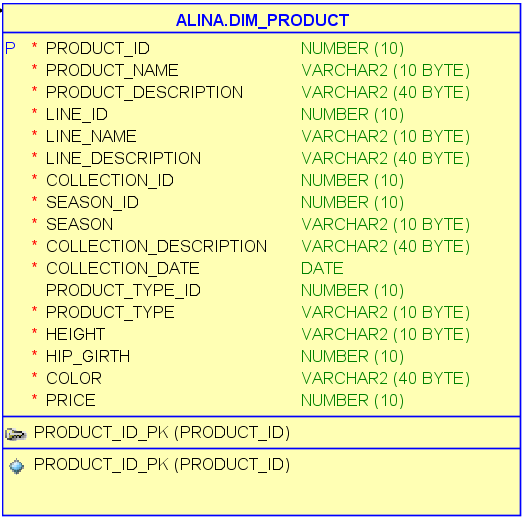 ALINA.DIM_PRODUCT
P * PRODUCT_ID NUMBER (10)
* PRODUCT_NAME VARCHAR2 (10 BYTE)
* PRODUCT_DESCRIPTION VARCHAR2 (40 BYTE)
* LINE_ID NUMBER (10)
* LINE_NAME VARCHAR2 (10 BYTE)
* LINE_DESCRIPTION VARCHAR2 (40 BYTE)
* COLLECTION_ID NUMBER (10)
* SEASON_ID NUMBER (10)
* SEASON VARCHAR2 (10 BYTE)
* COLLECTION_DESCRIPTION VARCHAR2 (40 BYTE)
* COLLECTION_DATE DATE
PRODUCT_TYPE_ID NUMBER (10)
* PRODUCT_TYPE VARCHAR2 (10 BYTE)
* HEIGHT VARCHAR2 (10 BYTE)
* HIP_GIRTH NUMBER (10)
* COLOR VARCHAR2 (40 BYTE)
* PRICE NUMBER (10)
PRODUCT_ID_PK (PRODUCT_ID)
PRODUCT_ID_PK (PRODUCT_ID)